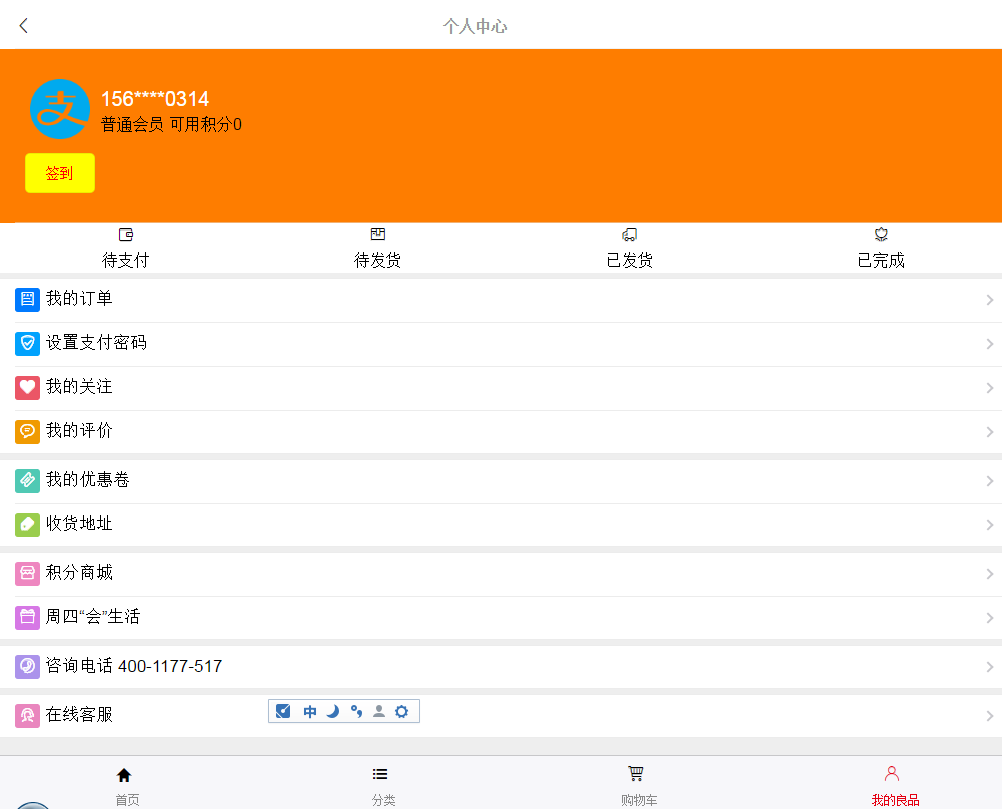 个人中心
支
156****0314
普通会员 可用积分0
签到
待支付 待发货 已发货 已完成
我的订单
设置支付密码
我的关注
我的评价
我的优惠卷
收货地址
积分商城
周四“会”生活
咨询电话 400-1177-517
在线客服
中
首页 分类 购物车 我的良品